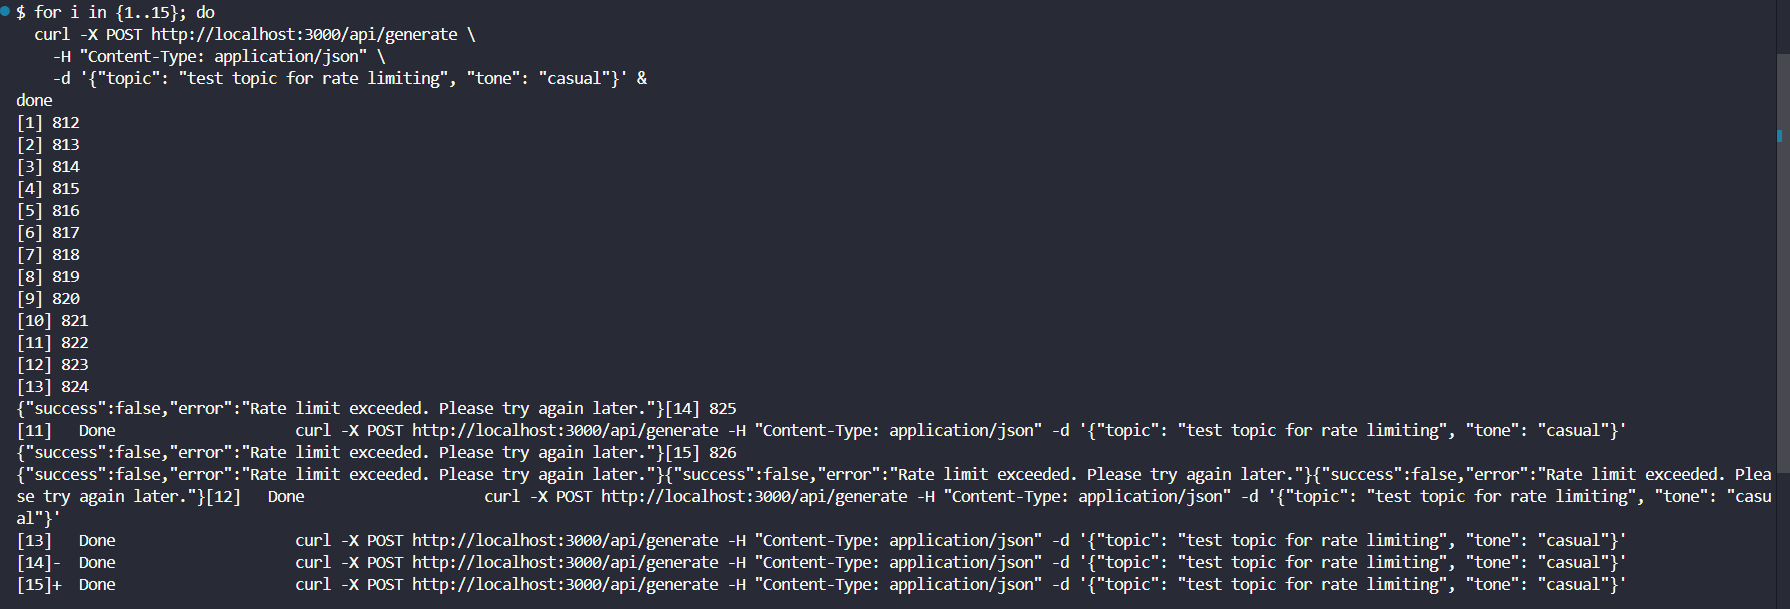 $ for i in {1..15}; do
  curl -X POST http://localhost:3000/api/generate \
    -H "Content-Type: application/json" \
    -d '{"topic": "test topic for rate limiting", "tone": "casual"}' &
done
[1] 812
[2] 813
[3] 814
[4] 815
[5] 816
[6] 817
[7] 818
[8] 819
[9] 820
[10] 821
[11] 822
[12] 823
[13] 824
{"success":false,"error":"Rate limit exceeded. Please try again later."}[14] 825
[11]   Done                    curl -X POST http://localhost:3000/api/generate -H "Content-Type: application/json" -d '{"topic": "test topic for rate limiting", "tone": "casual"}'
{"success":false,"error":"Rate limit exceeded. Please try again later."}[15] 826
{"success":false,"error":"Rate limit exceeded. Please try again later."}{"success":false,"error":"Rate limit exceeded. Please try again later."}{"success":false,"error":"Rate limit exceeded. Plea
se try again later."}[12]   Done                    curl -X POST http://localhost:3000/api/generate -H "Content-Type: application/json" -d '{"topic": "test topic for rate limiting", "tone": "casu
al"}'
[13]   Done                    curl -X POST http://localhost:3000/api/generate -H "Content-Type: application/json" -d '{"topic": "test topic for rate limiting", "tone": "casual"}'
[14]-  Done                    curl -X POST http://localhost:3000/api/generate -H "Content-Type: application/json" -d '{"topic": "test topic for rate limiting", "tone": "casual"}'
[15]+  Done                    curl -X POST http://localhost:3000/api/generate -H "Content-Type: application/json" -d '{"topic": "test topic for rate limiting", "tone": "casual"}'